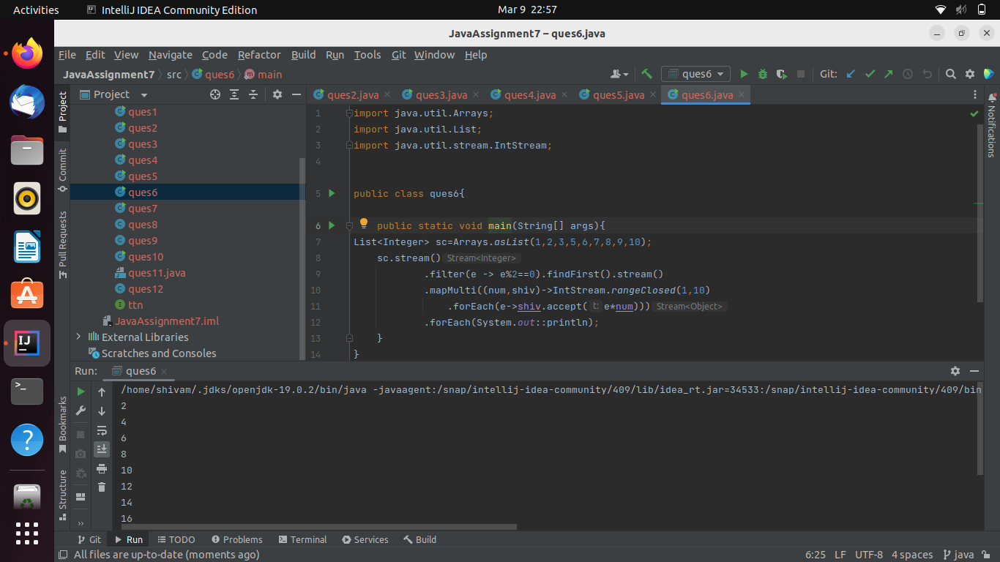 Activities IntelliJ IDEA Community Edition Mar 9 22:57
JavaAssignment7 – ques6.java
File Edit View Navigate Code Refactor Build Run Tools Git Window Help
JavaAssignment7 src ques6 main ques6 Git:
Project ques2.java ques3.java ques4.java ques5.java ques6.java
Project
Commit
Pull Requests
Bookmarks
Structure
Notifications
ques1
ques2
ques3
ques4
ques5
ques6
ques7
ques8
ques9
ques10
ques11.java
ques12
ttn
JavaAssignment7.iml
External Libraries
Scratches and Consoles
1 import java.util.Arrays;
2 import java.util.List;
3 import java.util.stream.IntStream;
4
5 public class ques6{
6 public static void main(String[] args){
7 List<Integer> sc=Arrays.asList(1,2,3,5,6,7,8,9,10);
8 sc.stream() Stream<Integer>
9 .filter(e -> e%2==0).findFirst().stream()
10 .mapMulti((num,shiv)->IntStream.rangeClosed(1,10)
11 .forEach(e->shiv.accept( t: e*num))) Stream<Object>
12 .forEach(System.out::println);
13 }
14 }
Run: ques6
/home/shivam/.jdks/openjdk-19.0.2/bin/java -javaagent:/snap/intellij-idea-community/409/lib/idea_rt.jar=34533:/snap/intellij-idea-community/409/bin
2
4
6
8
10
12
14
16
Git Run TODO Problems Terminal Services Build
All files are up-to-date (moments ago) 6:25 LF UTF-8 4 spaces java